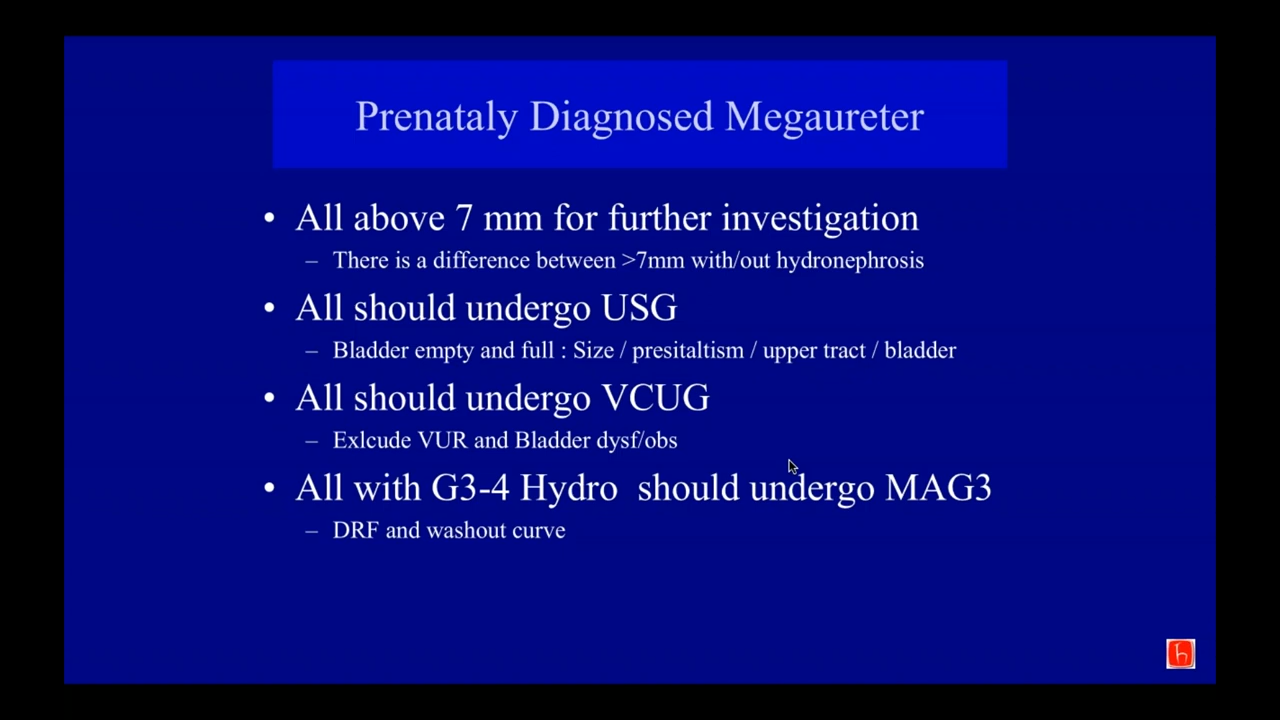 Prenataly Diagnosed Megaureter
• All above 7 mm for further investigation
– There is a difference between >7mm with/out hydronephrosis
• All should undergo USG
– Bladder empty and full : Size / presitaltism / upper tract / bladder
• All should undergo VCUG
– Exlcude VUR and Bladder dysf/obs
• All with G3-4 Hydro  should undergo MAG3
– DRF and washout curve